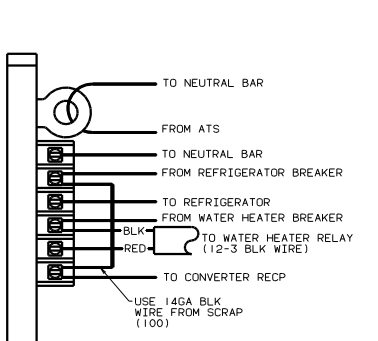 TO NEUTRAL BAR
FROM ATS
TO NEUTRAL BAR
FROM REFRIGERATOR BREAKER
TO REFRIGERATOR
FROM WATER HEATER BREAKER
BLK
TO WATER HEATER RELAY
RED
(12-3 BLK WIRE)
TO CONVERTER RECP
USE 14GA BLK
WIRE FROM SCRAP
(100)